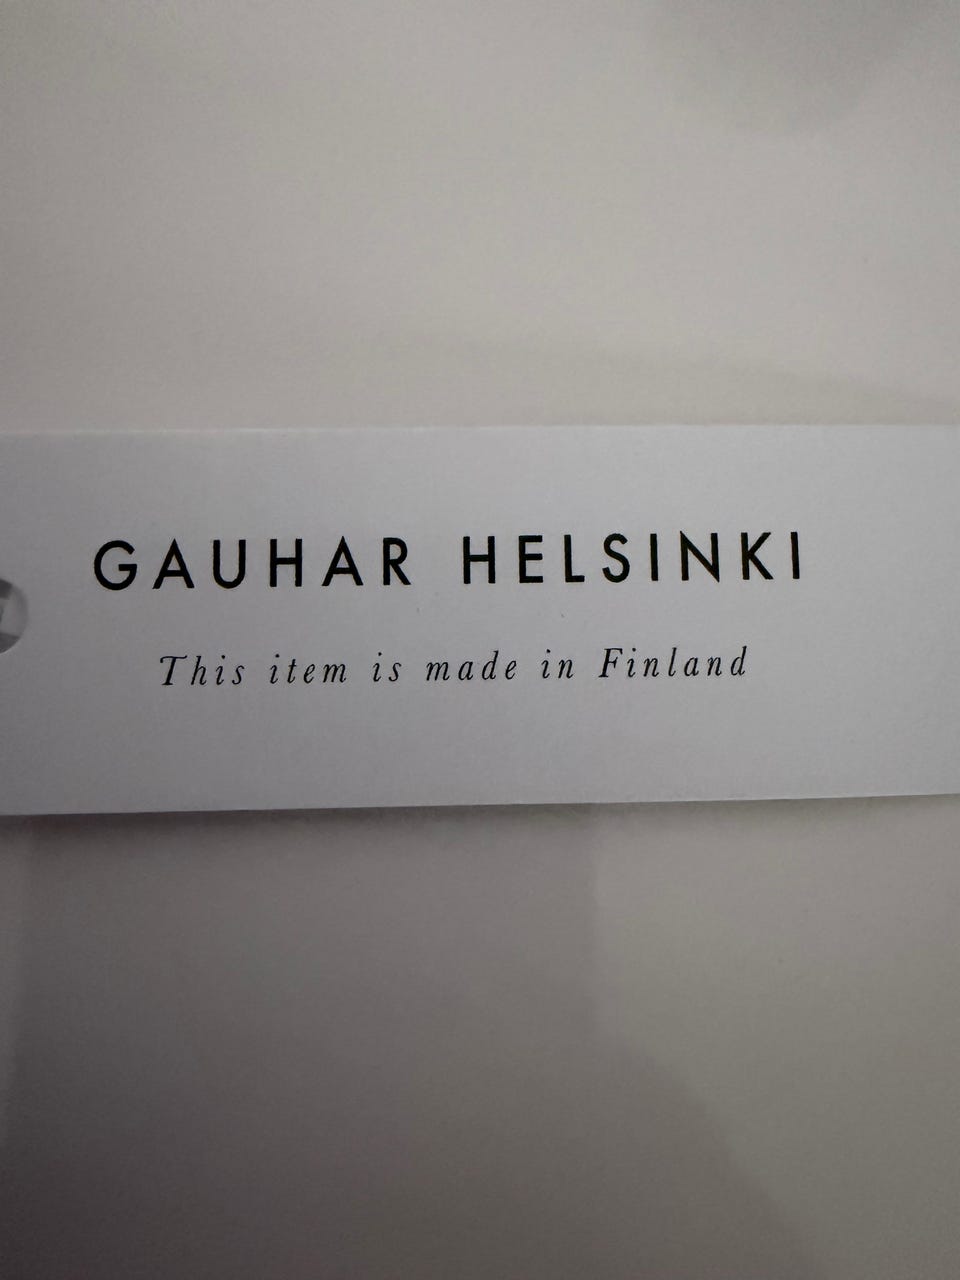 GAUHAR HELSINKI
This item is made in Finland